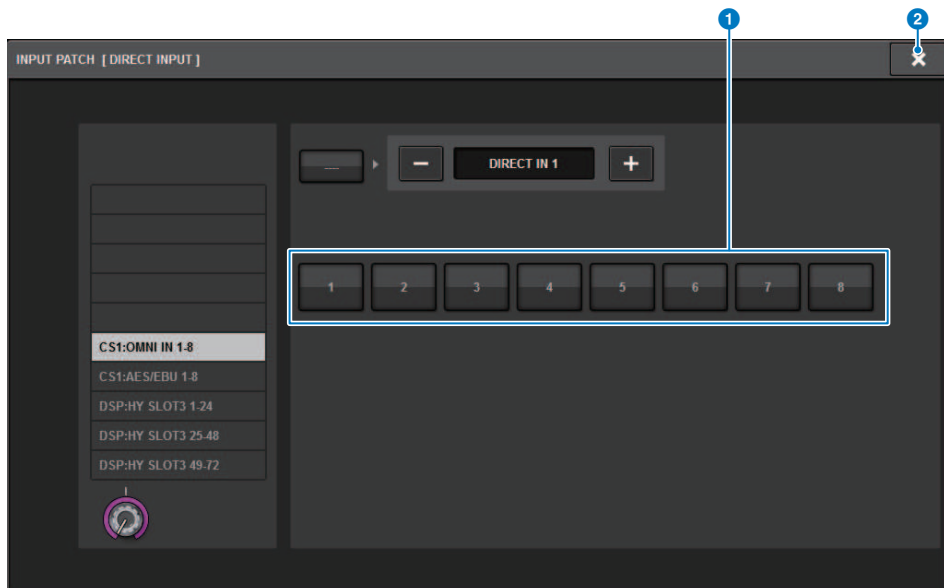 1 2
INPUT PATCH [ DIRECT INPUT ]
DIRECT IN 1
1 2 3 4 5 6 7 8
CS1:OMNI IN 1-8
CS1:AES/EBU 1-8
DSP:HY SLOT3 1-24
DSP:HY SLOT3 25-48
DSP:HY SLOT3 49-72